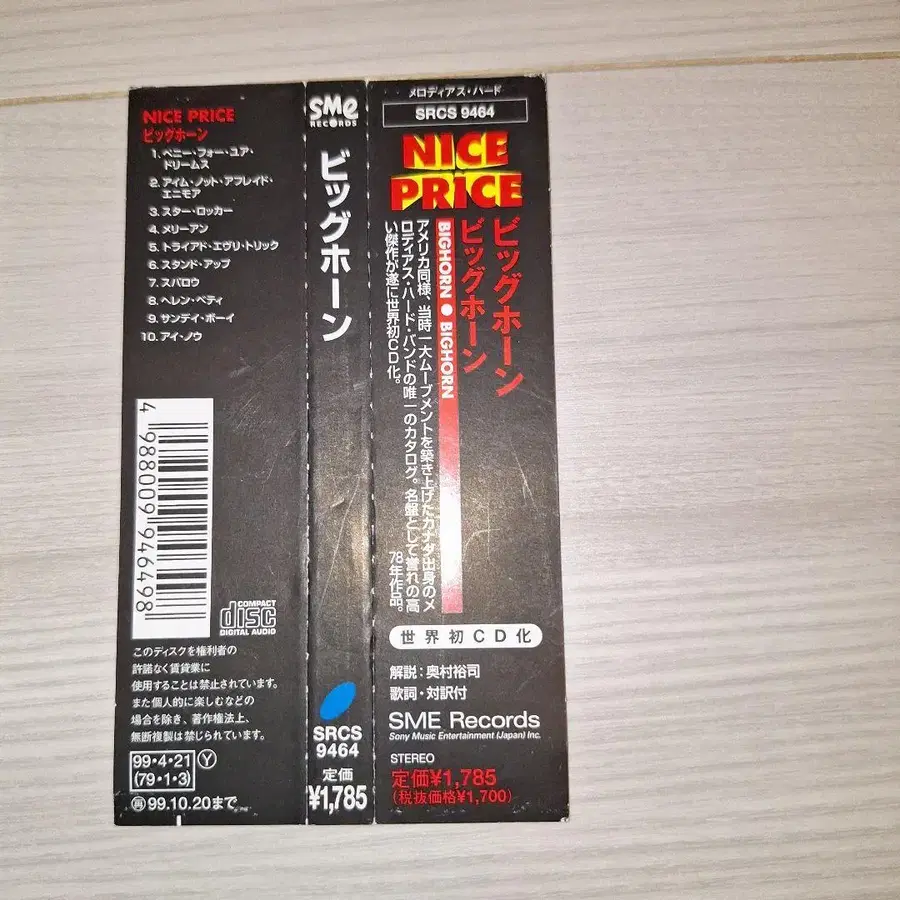 NICE PRICE
ビッグホーン
1. ペニー・フォー・ユア・
ドリームス
2. アイム・ノット・アフレイド・
エニモア
3. スター・ロッカー
4. メリーアン
5. トライアド・エヴリ・トリック
6. スタンド・アップ
7. スパロウ
8. ヘレン・ベティ
9. サンデイ・ボーイ
10. アイ・ノウ
4 988009 946498
COMPACT
disc
DIGITAL AUDIO
このディスクを権利者の
許諾なく賃貸業に
使用することは禁止されています。
また個人的に楽しむなどの
場合を除き、著作権法上、
無断複製は禁じられています。
99・4・21 Y
(79・1・3)
再99.10.20まで
SMe
RECORDS
ビッグホーン
SRCS
9464
定価
¥1,785
メロディアス・ハード
SRCS 9464
NICE
PRICE
ビッグホーン
ビッグホーン
BIGHORN ● BIGHORN
アメリカ同様、当時一大ムーブメントを築き上げたカナダ出身のメ
ロディアス・ハード・バンドの唯一のカタログ。名盤として誉れの高
い傑作が遂に世界初CD化。
78年作品。
世界初CD化
解説：奥村裕司
歌詞・対訳付
SME Records
Sony Music Entertainment (Japan) Inc.
STEREO
定価¥1,785
(税抜価格¥1,700)